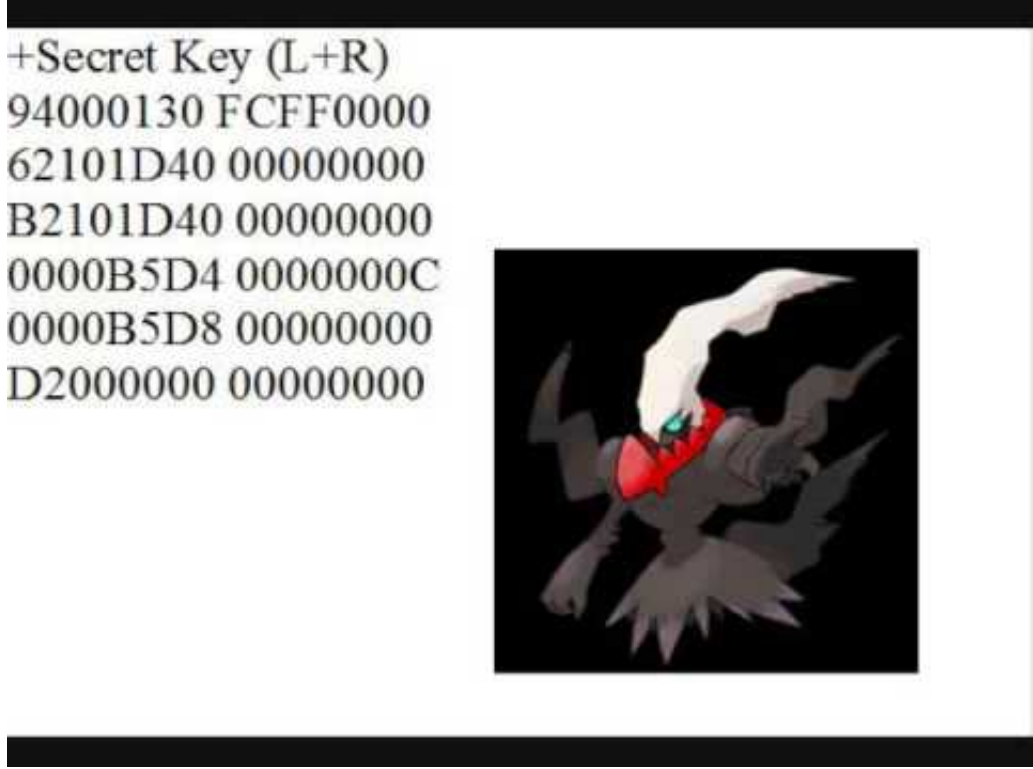 +Secret Key (L+R)
94000130 FCFF0000
62101D40 00000000
B2101D40 00000000
0000B5D4 0000000C
0000B5D8 00000000
D2000000 00000000